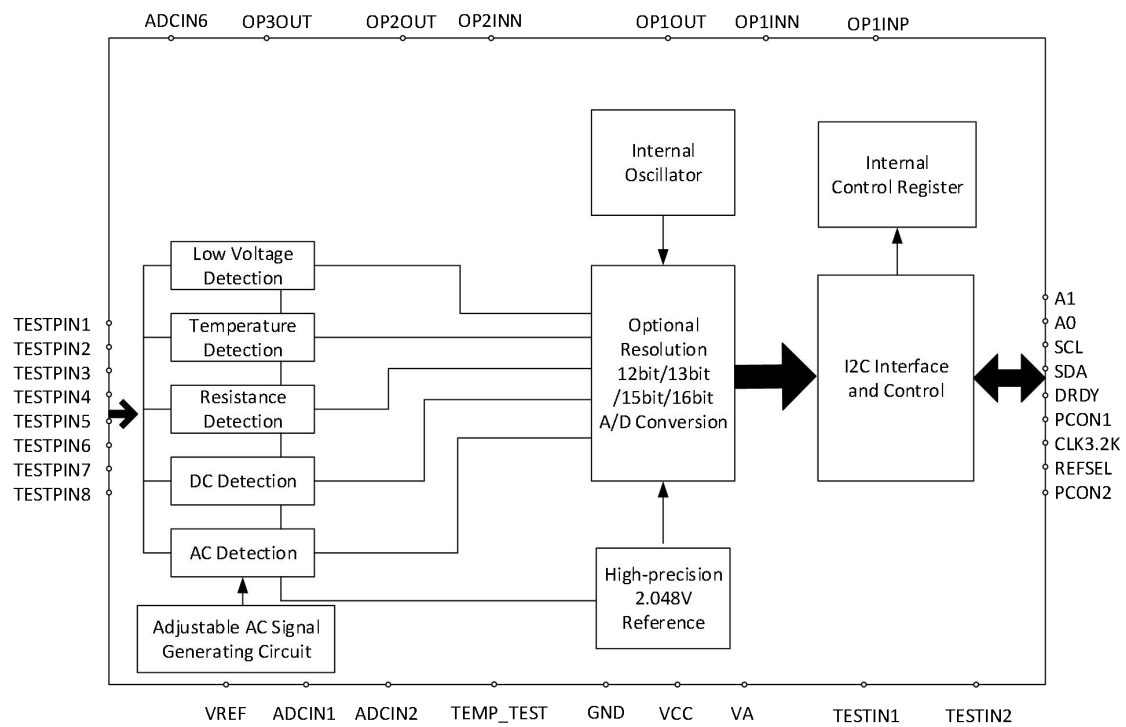 ADCIN6
OP3OUT
OP2OUT
OP2INN
OP1OUT
OP1INN
OP1INP
Internal
Oscillator
Internal
Control Register
Low Voltage
Detection
Temperature
Detection
Resistance
Detection
DC Detection
AC Detection
Adjustable AC Signal
Generating Circuit
Optional
Resolution
12bit/13bit
/15bit/16bit
A/D Conversion
High-precision
2.048V
Reference
I2C Interface
and Control
TESTPIN1
TESTPIN2
TESTPIN3
TESTPIN4
TESTPIN5
TESTPIN6
TESTPIN7
TESTPIN8
A1
A0
SCL
SDA
DRDY
PCON1
CLK3.2K
REFSEL
PCON2
VREF
ADCIN1
ADCIN2
TEMP_TEST
GND
VCC
VA
TESTIN1
TESTIN2